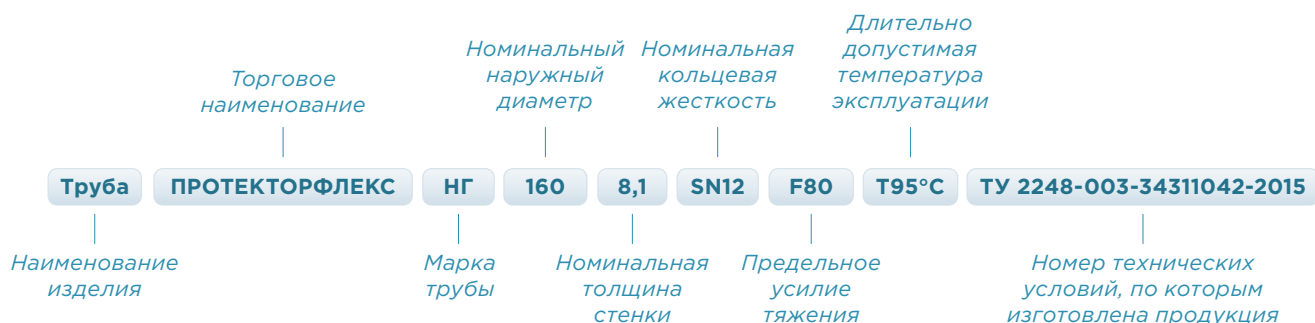 Торговое
наименование
Номинальный
наружный
диаметр
Номинальная
кольцевая
жесткость
Длительно
допустимая
температура
эксплуатации
Труба ПРОТЕКТОРФЛЕКС НГ 160 8,1 SN12 F80 T95°C ТУ 2248-003-34311042-2015
Наименование
изделия
Марка
трубы
Номинальная
толщина
стенки
Предельное
усилие
тяжения
Номер технических
условий, по которым
изготовлена продукция